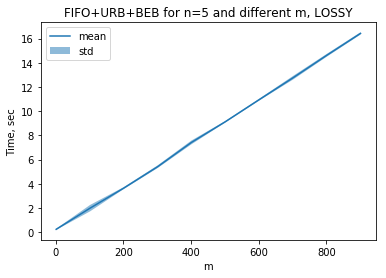 FIFO+URB+BEB for n=5 and different m, LOSSY
mean
std
Time, sec
16
14
12
10
8
6
4
2
0
0 200 400 600 800
m